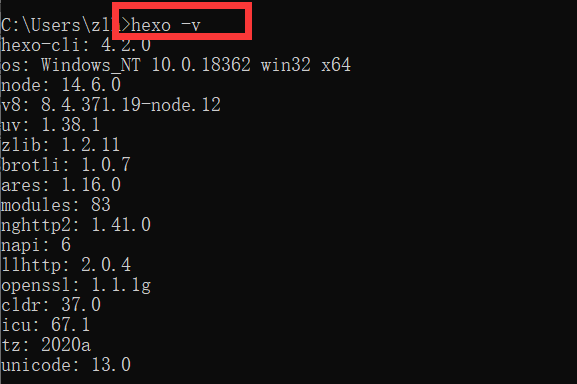 C:\Users\zl>hexo -v
hexo-cli: 4.2.0
os: Windows_NT 10.0.18362 win32 x64
node: 14.6.0
v8: 8.4.371.19-node.12
uv: 1.38.1
zlib: 1.2.11
brotli: 1.0.7
ares: 1.16.0
modules: 83
nghttp2: 1.41.0
napi: 6
llhttp: 2.0.4
openssl: 1.1.1g
cldr: 37.0
icu: 67.1
tz: 2020a
unicode: 13.0